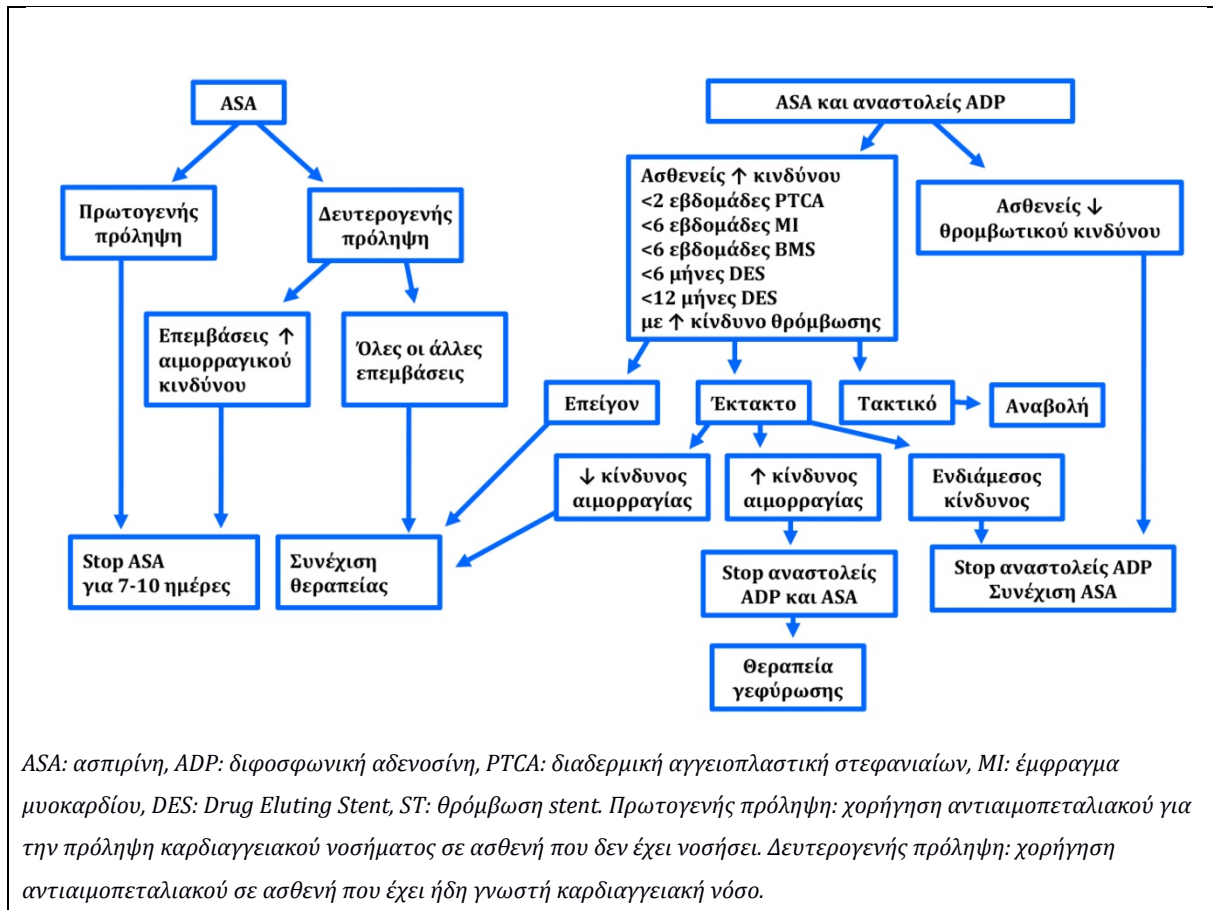 ASA
ASA και αναστολείς ADP
Πρωτογενής
πρόληψη
Δευτερογενής
πρόληψη
Ασθενείς ↑ κινδύνου
<2 εβδομάδες PTCA
<6 εβδομάδες MI
<6 εβδομάδες BMS
<6 μήνες DES
<12 μήνες DES
με ↑ κίνδυνο θρόμβωσης
Ασθενείς ↓
θρομβωτικού κινδύνου
Επεμβάσεις ↑
αιμορραγικού
κινδύνου
Όλες οι άλλες
επεμβάσεις
Επείγον
Έκτακτο
Τακτικό
Αναβολή
↓ κίνδυνος
αιμορραγίας
↑ κίνδυνος
αιμορραγίας
Ενδιάμεσος
κίνδυνος
Stop ASA
για 7-10 ημέρες
Συνέχιση
θεραπείας
Stop αναστολείς
ADP και ASA
Stop αναστολείς ADP
Συνέχιση ASA
Θεραπεία
γεφύρωσης
ASA: ασπιρίνη, ADP: διφοσφωνική αδενοσίνη, PTCA: διαδερμική αγγειοπλαστική στεφανιαίων, MI: έμφραγμα
μυοκαρδίου, DES: Drug Eluting Stent, ST: θρόμβωση stent. Πρωτογενής πρόληψη: χορήγηση αντιαιμοπεταλιακού για
την πρόληψη καρδιαγγειακού νοσήματος σε ασθενή που δεν έχει νοσήσει. Δευτερογενής πρόληψη: χορήγηση
αντιαιμοπεταλιακού σε ασθενή που έχει ήδη γνωστή καρδιαγγειακή νόσο.